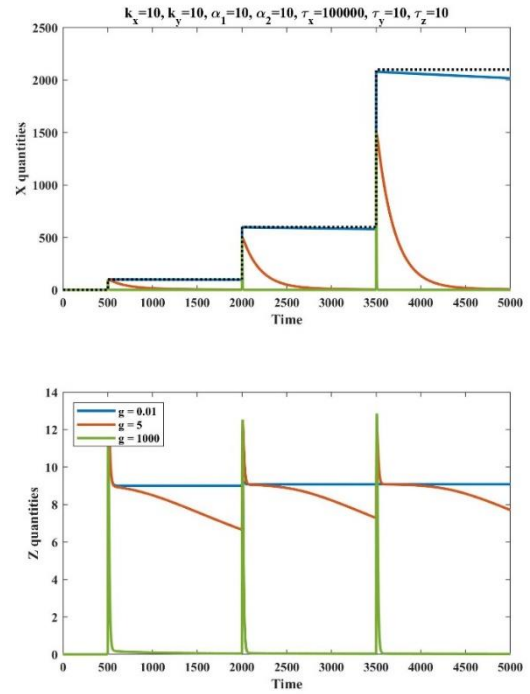 k_x=10, k_y=10, α_1=10, α_2=10, τ_x=100000, τ_y=10, τ_z=10
2500
2000
1500
1000
500
0
X quantities
0 500 1000 1500 2000 2500 3000 3500 4000 4500 5000
Time
14
12
10
8
6
4
2
0
Z quantities
g = 0.01
g = 5
g = 1000
0 500 1000 1500 2000 2500 3000 3500 4000 4500 5000
Time